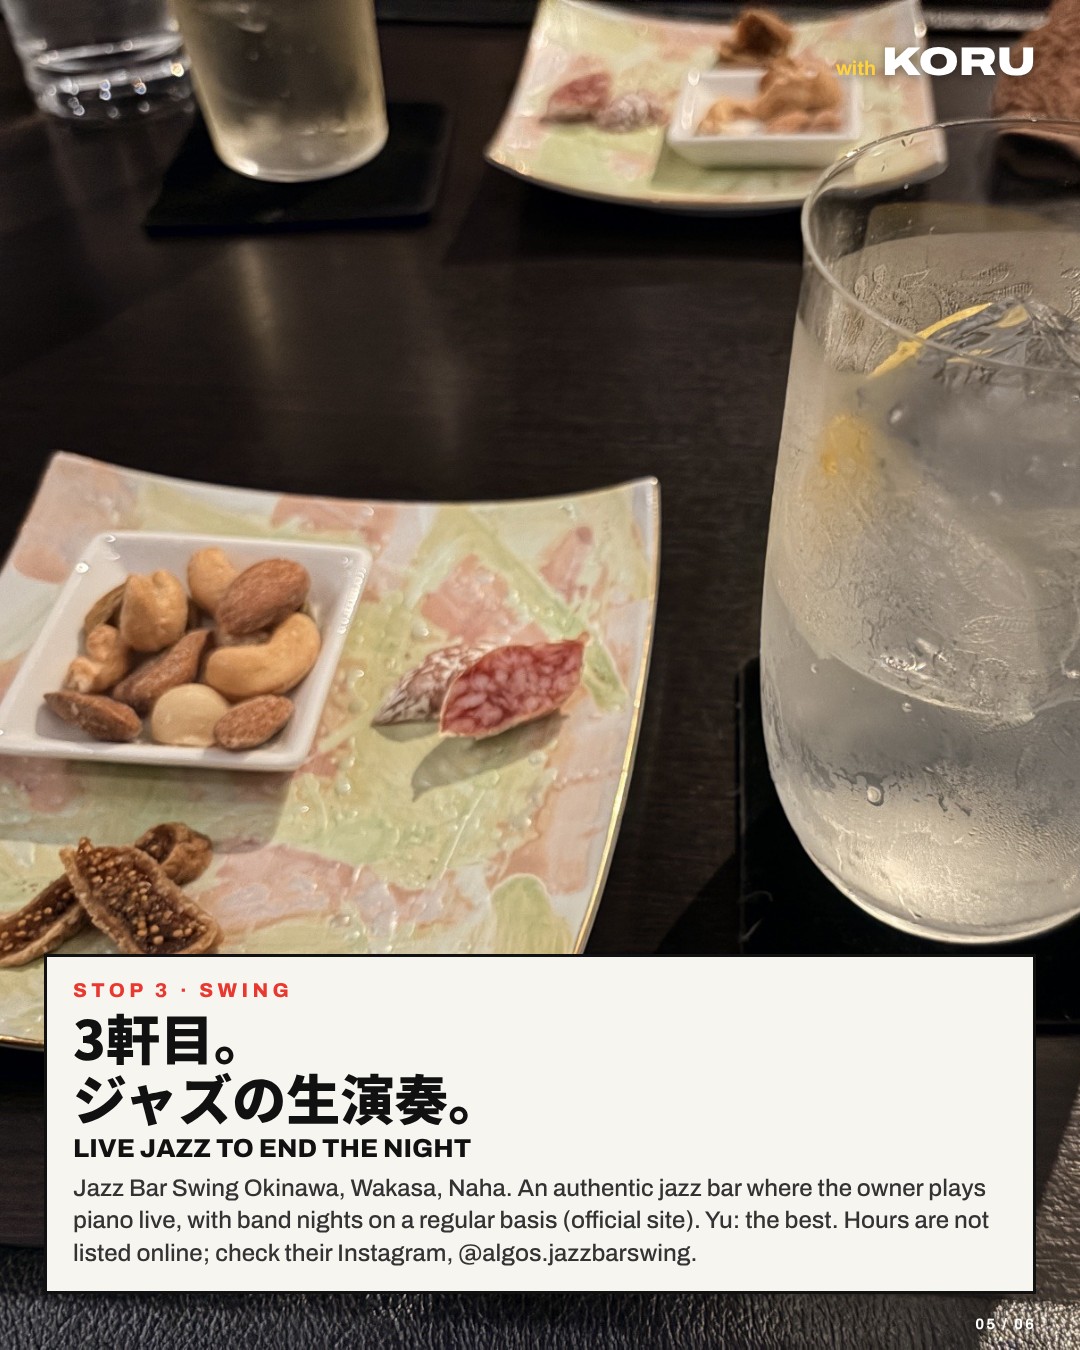 with KORU
STOP 3 · SWING
3軒目。
ジャズの生演奏。
LIVE JAZZ TO END THE NIGHT
Jazz Bar Swing Okinawa, Wakasa, Naha. An authentic jazz bar where the owner plays
piano live, with band nights on a regular basis (official site). Yu: the best. Hours are not
listed online; check their Instagram, @algos.jazzbarswing.
05 / 06